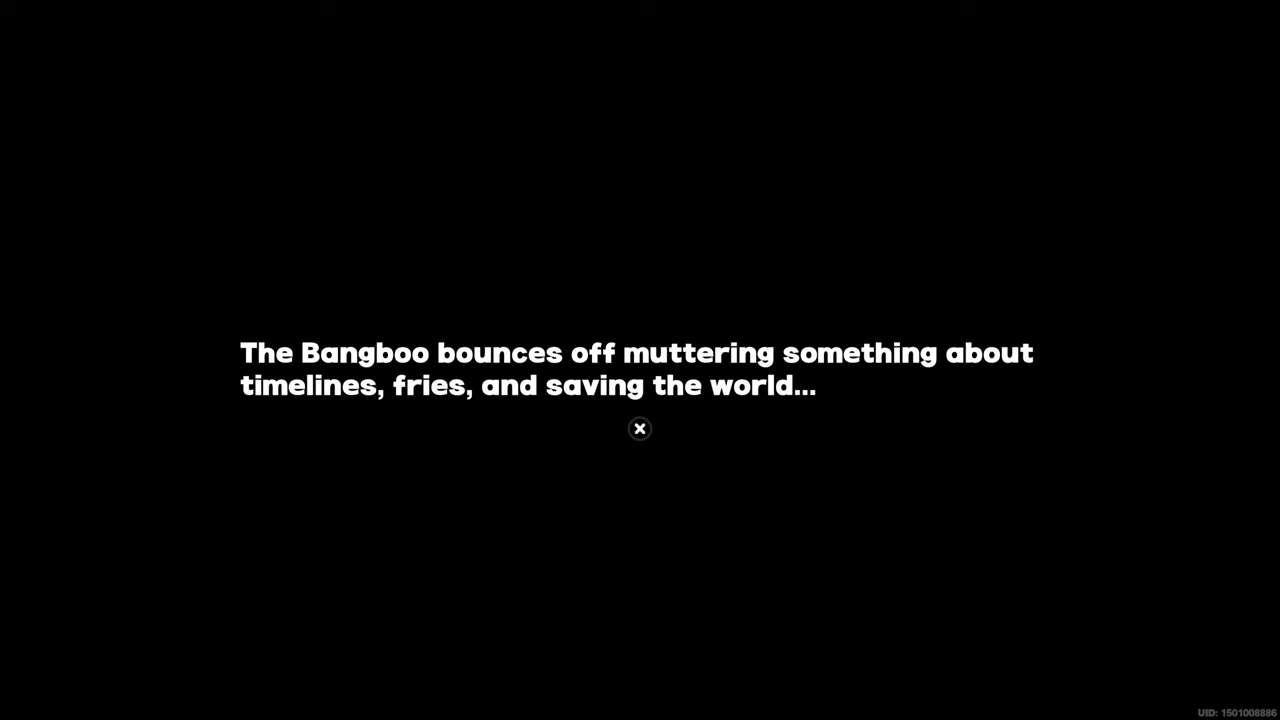 The Bangboo bounces off muttering something about
timelines, fries, and saving the world...
UID: 1501008886